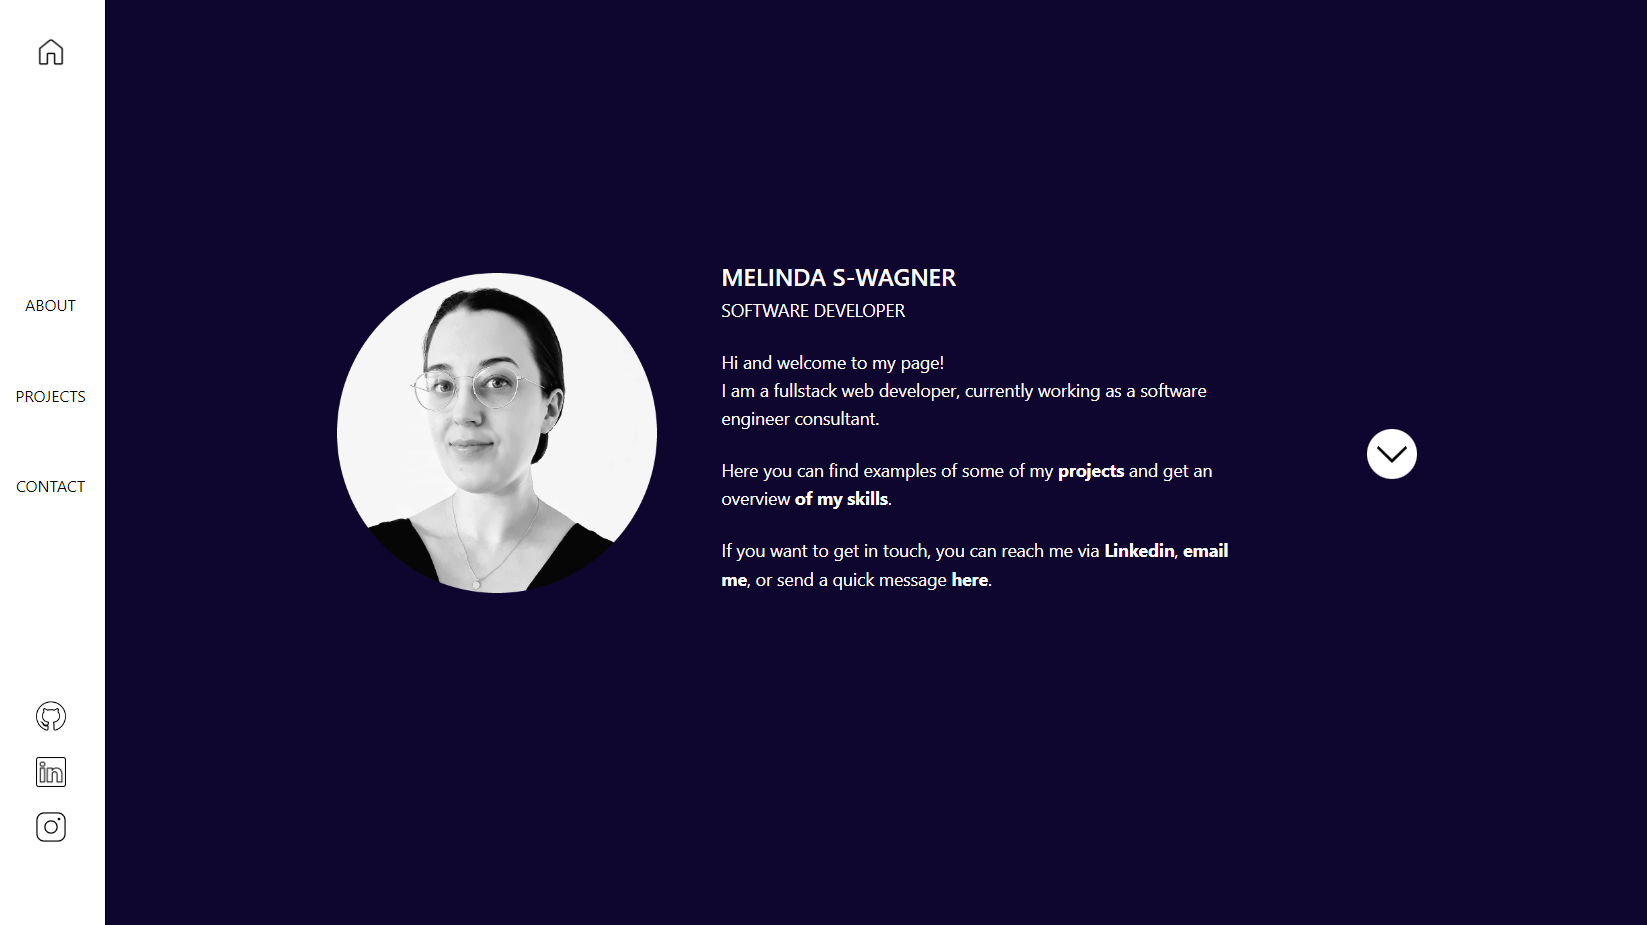 ABOUT
PROJECTS
CONTACT
in
MELINDA S-WAGNER
SOFTWARE DEVELOPER
Hi and welcome to my page!
I am a fullstack web developer, currently working as a software
engineer consultant.
Here you can find examples of some of my projects and get an
overview of my skills.
If you want to get in touch, you can reach me via Linkedin, email
me, or send a quick message here.